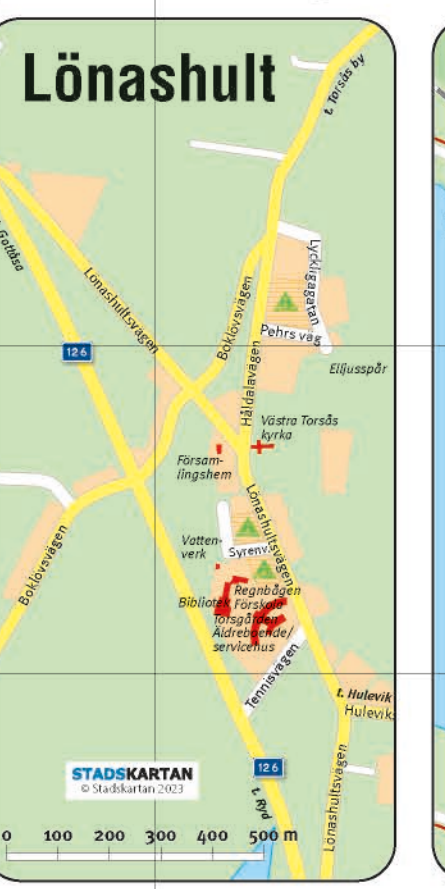 Lönashult
t. Torsås by
t. Gottåsa
Lyckligagatan
Lönashultsvägen
Boklövsvägen
Pehrs väg
126
Elljusspår
Håldalavägen
Västra Torsås
kyrka
Försam-
lingshem
Lönashultsvägen
Vatten-
verk
Syrenv.
Boklövsvägen
Regnbågen
Bibliotek Förskola
Torsgården
Äldreboende/
servicehus
Tennisvägen
t. Hulevik
Huleviks
STADSKARTAN
© Stadskartan 2023
126
t. Ryd
Lönashultsvägen
0 100 200 300 400 500 m